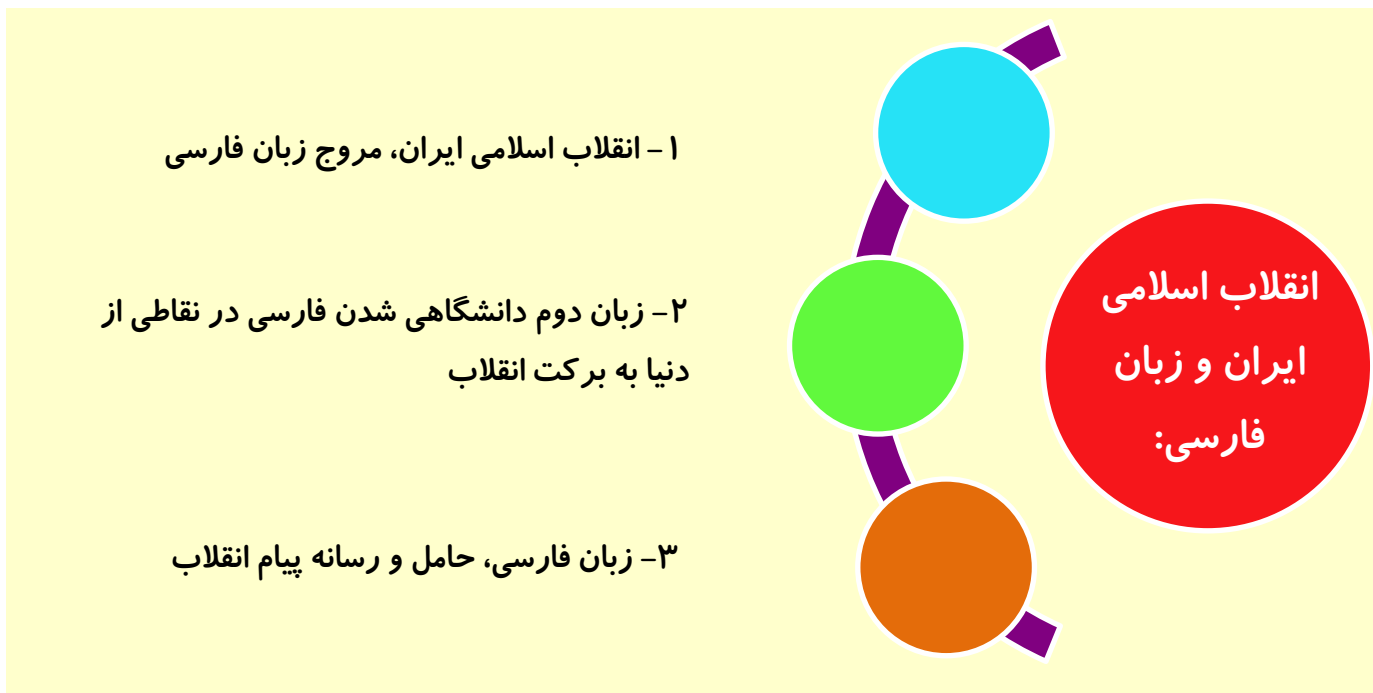 انقلاب اسلامی
ایران و زبان
فارسی:
۱- انقلاب اسلامی ایران، مروج زبان فارسی
۲- زبان دوم دانشگاهی شدن فارسی در نقاطی از
دنیا به برکت انقلاب
۳- زبان فارسی، حامل و رسانه پیام انقلاب